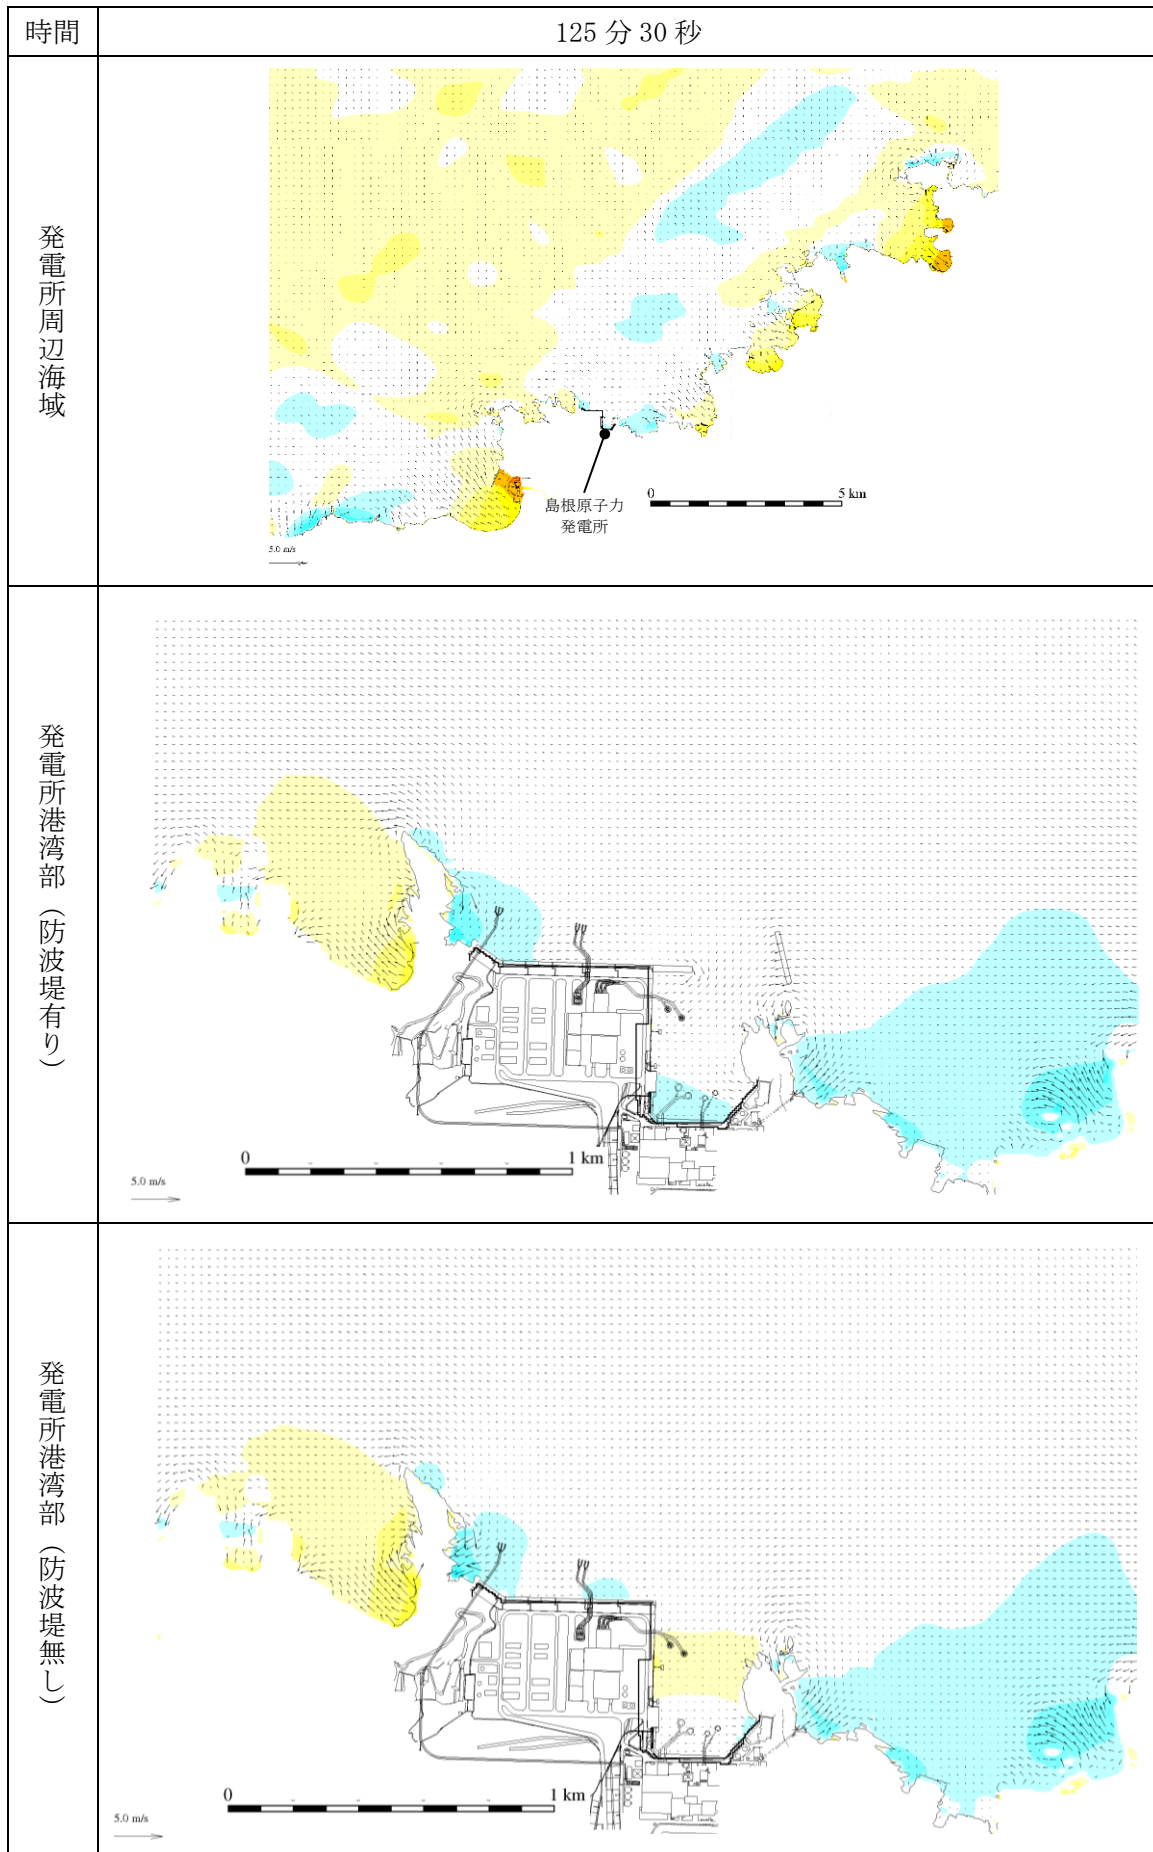 時間
125 分 30 秒
発電所周辺海域
島根原子力
発電所
0
5 km
5.0 m/s
発電所港湾部（防波堤有り）
0
1 km
5.0 m/s
発電所港湾部（防波堤無し）
0
1 km
5.0 m/s